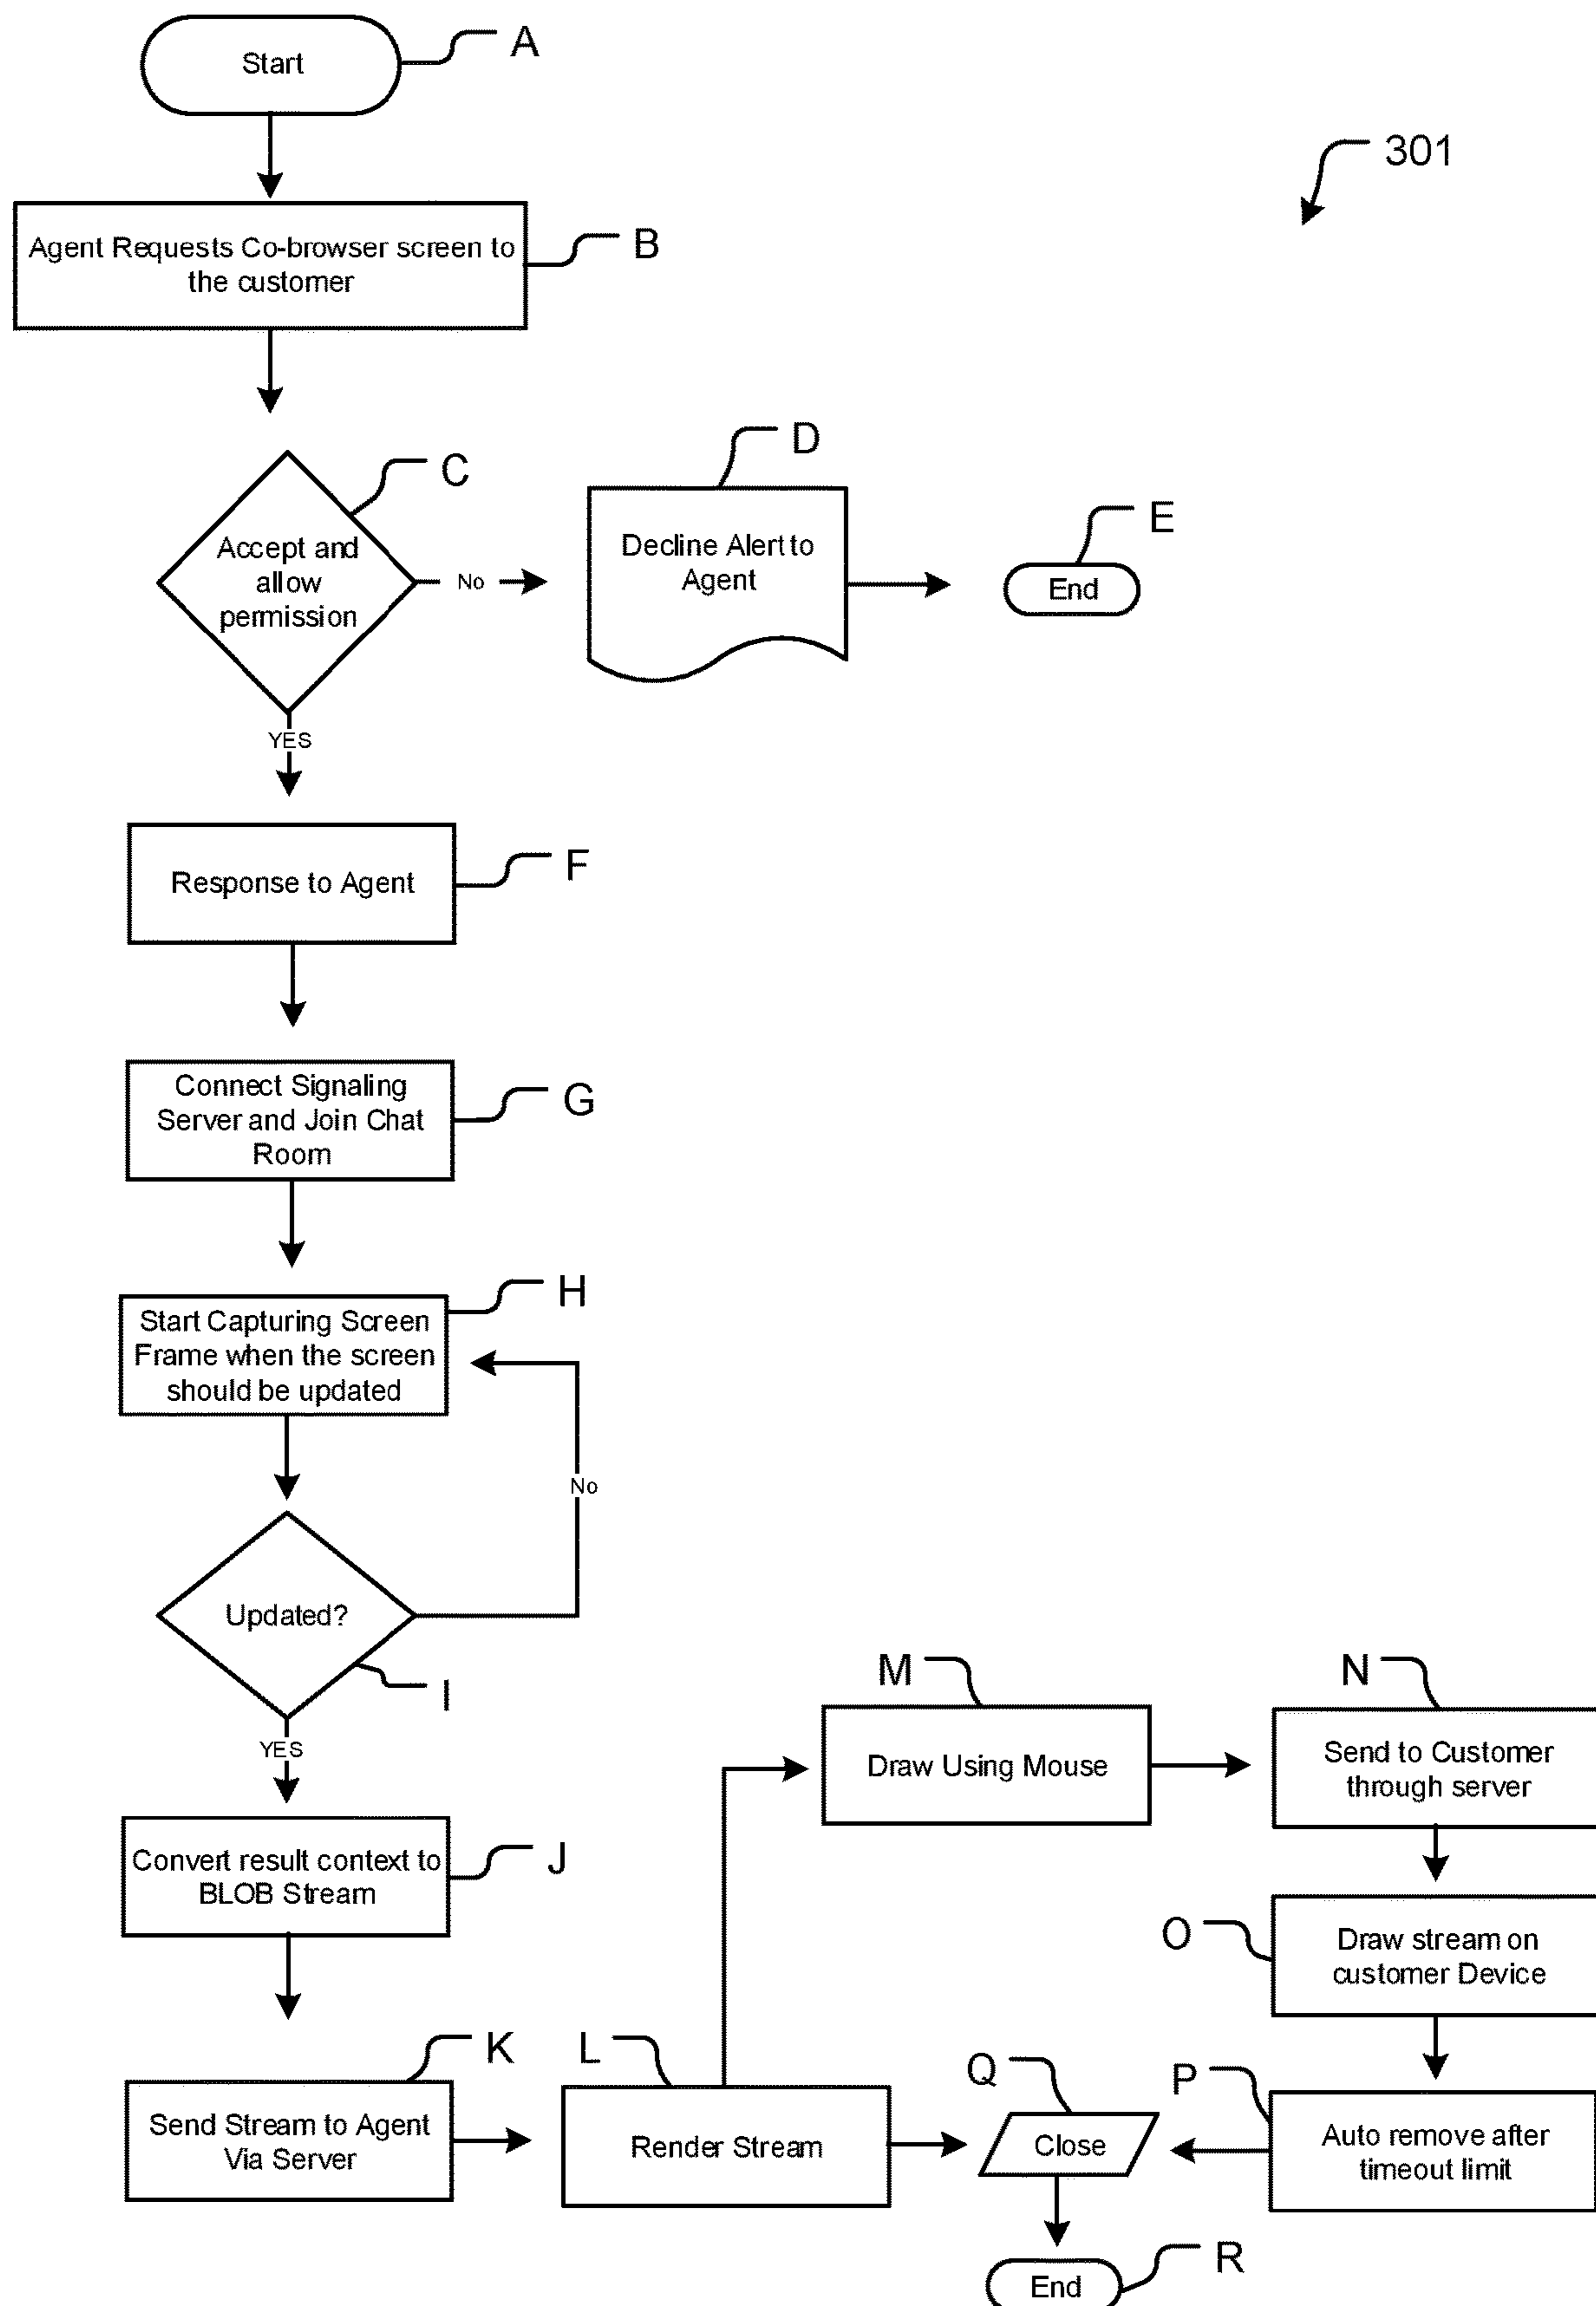 Start
A
301
Agent Requests Co-browser screen to
the customer
B
Accept and
allow
permission
C
No
Decline Alert to
Agent
D
End
E
YES
Response to Agent
F
Connect Signaling
Server and Join Chat
Room
G
Start Capturing Screen
Frame when the screen
should be updated
H
No
Updated?
I
YES
Convert result context to
BLOB Stream
J
Send Stream to Agent
Via Server
K
Render Stream
L
Draw Using Mouse
M
Send to Customer
through server
N
Draw stream on
customer Device
O
Auto remove after
timeout limit
P
Close
Q
End
R